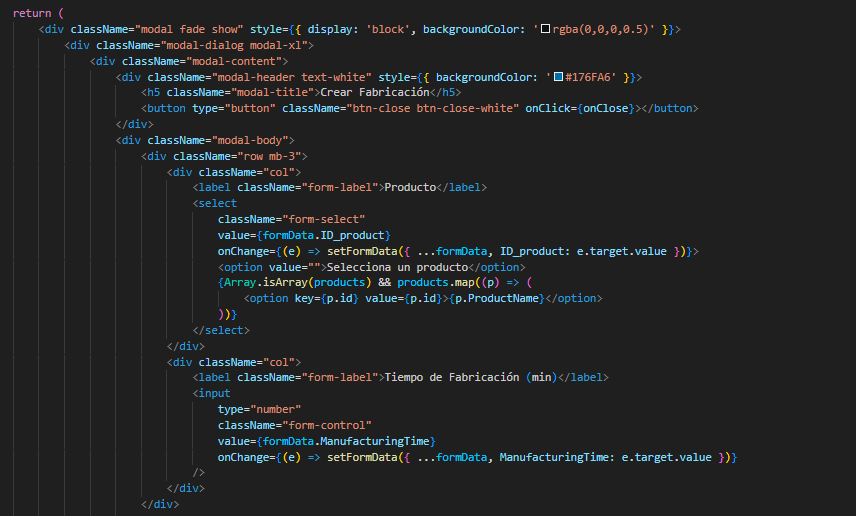 return (
<div className="modal fade show" style={{ display: 'block', backgroundColor: 'rgba(0,0,0,0.5)' }}>
<div className="modal-dialog modal-xl">
<div className="modal-content">
<div className="modal-header text-white" style={{ backgroundColor: '#176FA6' }}>
<h5 className="modal-title">Crear Fabricación</h5>
<button type="button" className="btn-close btn-close-white" onClick={onClose}></button>
</div>
<div className="modal-body">
<div className="row mb-3">
<div className="col">
<label className="form-label">Producto</label>
<select
className="form-select"
value={formData.ID_product}
onChange={(e) => setFormData({ ...formData, ID_product: e.target.value })}>
<option value="">Selecciona un producto</option>
{Array.isArray(products) && products.map((p) => (
<option key={p.id} value={p.id}>{p.ProductName}</option>
))}
</select>
</div>
<div className="col">
<label className="form-label">Tiempo de Fabricación (min)</label>
<input
type="number"
className="form-control"
value={formData.ManufacturingTime}
onChange={(e) => setFormData({ ...formData, ManufacturingTime: e.target.value })}
/>
</div>
</div>